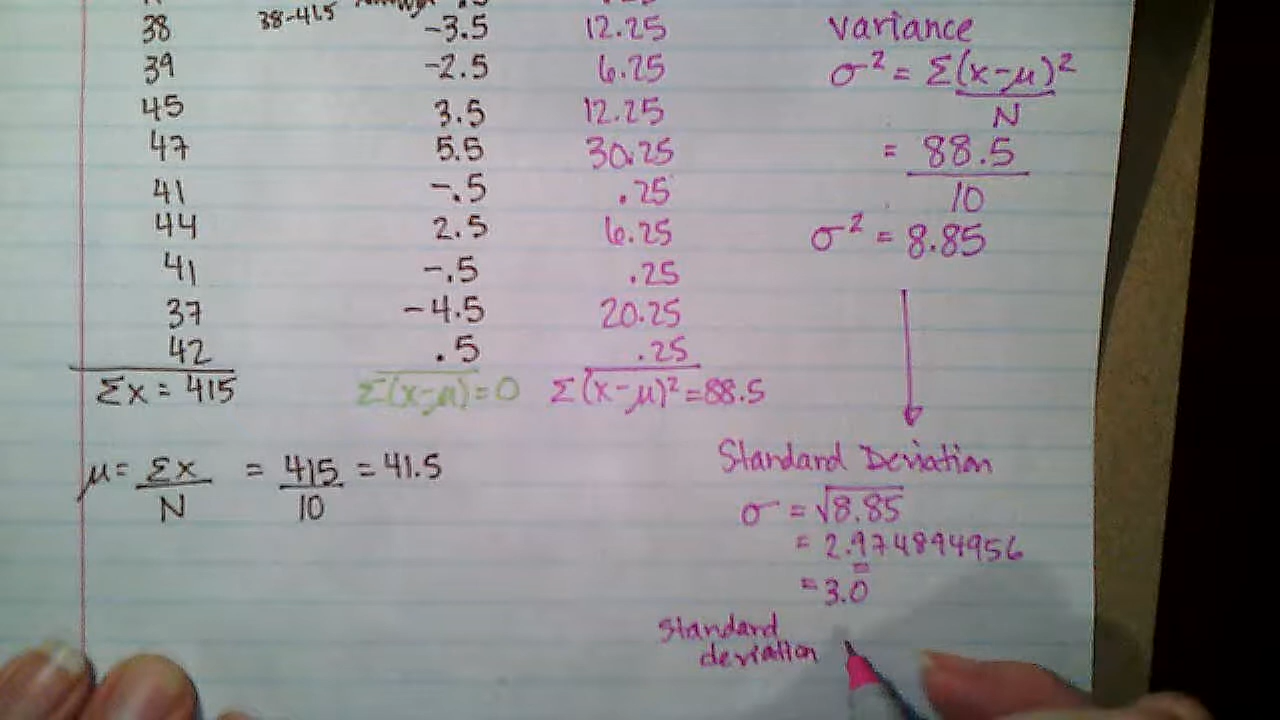 38 38-41.5 -3.5 12.25
39 -2.5 6.25
45 3.5 12.25
47 5.5 30.25
41 -.5 .25
44 2.5 6.25
41 -.5 .25
37 -4.5 20.25
42 .5 .25
Σx = 415 Σ(x-μ)=0 Σ(x-μ)²=88.5
μ = Σx / N = 415 / 10 = 41.5
Variance
σ² = Σ(x-μ)²
N
= 88.5
10
σ² = 8.85
Standard Deviation
σ = √8.85
= 2.974894956
= 3.0
Standard
deviation